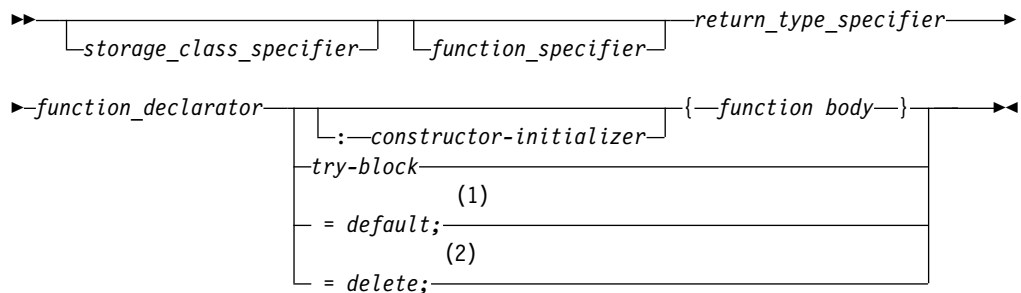 storage_class_specifier function_specifier return_type_specifier
function_declarator { function body }
: constructor-initializer
try-block
(1)
= default;
(2)
= delete;